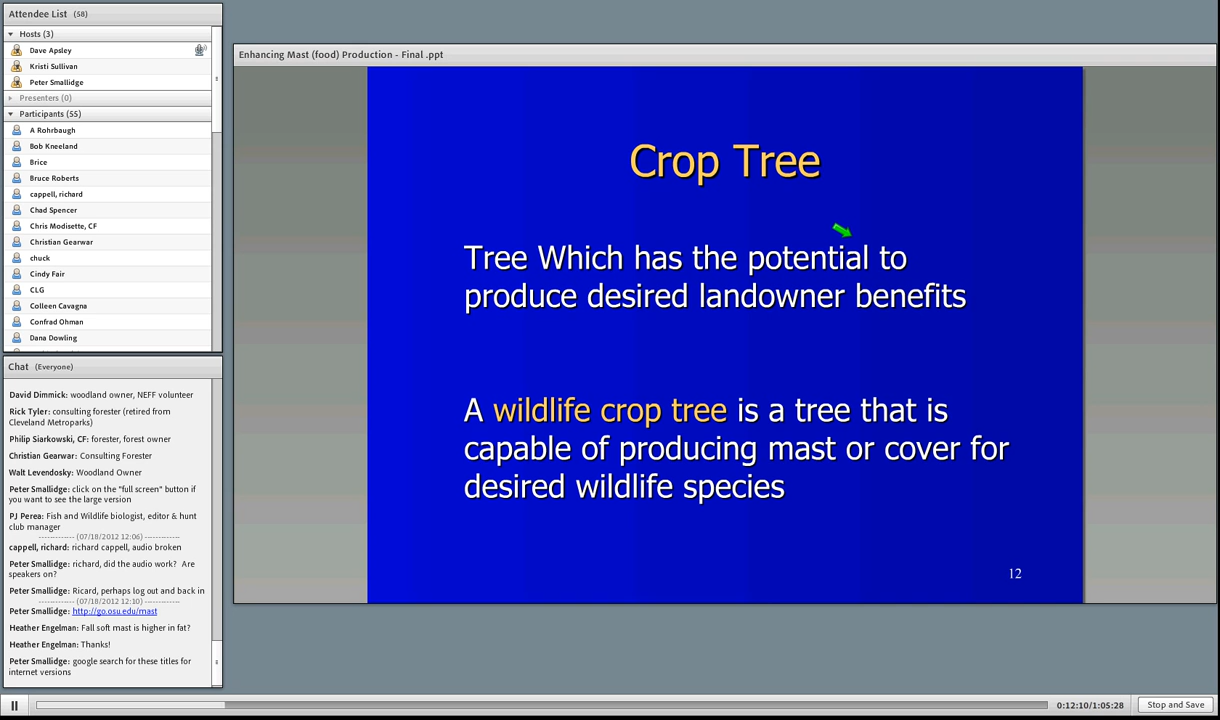 Attendee List (58)
Hosts (3)
Dave Apsley
Kristi Sullivan
Peter Smallidge
Presenters (0)
Participants (55)
A Rohrbaugh
Bob Kneeland
Brice
Bruce Roberts
cappell, richard
Chad Spencer
Chris Modisette, CF
Christian Gearwar
chuck
Cindy Fair
CLG
Colleen Cavagna
Confrad Ohman
Dana Dowling
Chat (Everyone)
David Dimmick: woodland owner, NEFF volunteer
Rick Tyler: consulting forester (retired from
Cleveland Metroparks)
Philip Siarkowski, CF: forester, forest owner
Christian Gearwar: Consulting Forester
Walt Levendosky: Woodland Owner
Peter Smallidge: click on the "full screen" button if
you want to see the large version
PJ Perea: Fish and Wildlife biologist, editor & hunt
club manager
------------- (07/18/2012 12:06) -------------
cappell, richard: richard cappell, audio broken
Peter Smallidge: richard, did the audio work? Are
speakers on?
Peter Smallidge: Ricard, perhaps log out and back in
------------- (07/18/2012 12:10) -------------
Peter Smallidge: http://go.osu.edu/mast
Heather Engelman: Fall soft mast is higher in fat?
Heather Engelman: Thanks!
Peter Smallidge: google search for these titles for
internet versions
Enhancing Mast (food) Production - Final .ppt
Crop Tree
Tree Which has the potential to
produce desired landowner benefits
A wildlife crop tree is a tree that is
capable of producing mast or cover for
desired wildlife species
12
0:12:10/1:05:28
Stop and Save